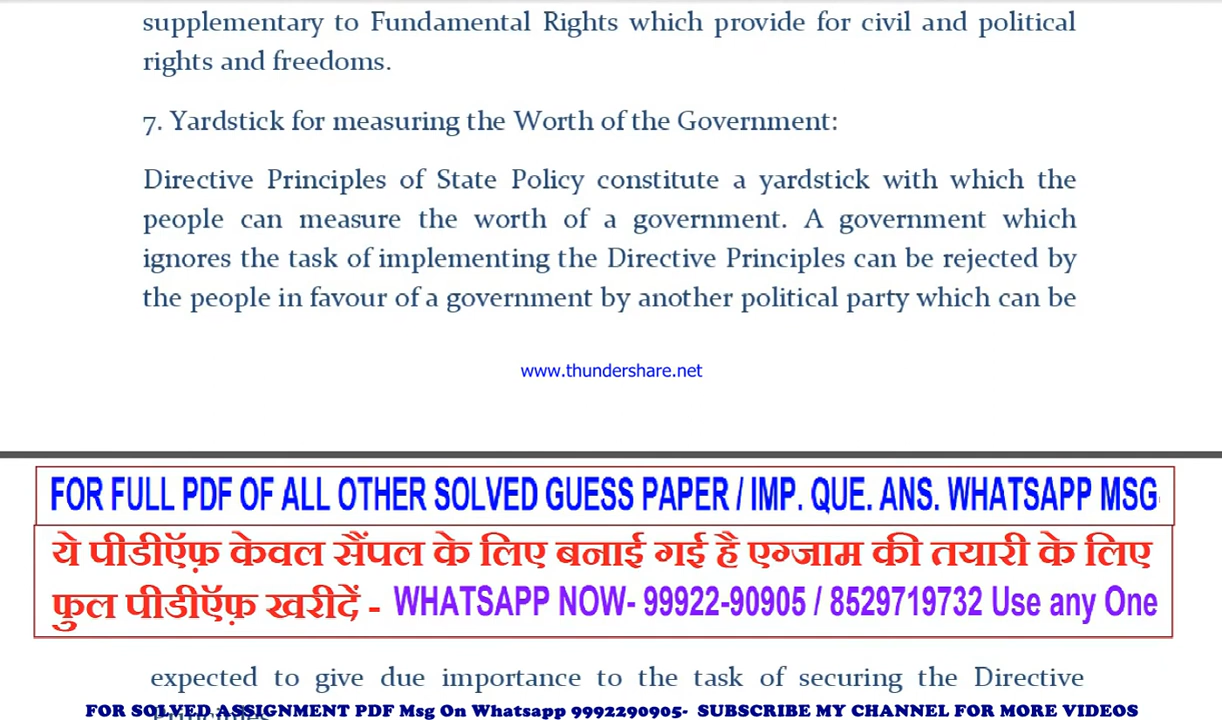 supplementary to Fundamental Rights which provide for civil and political
rights and freedoms.
7. Yardstick for measuring the Worth of the Government:
Directive Principles of State Policy constitute a yardstick with which the
people can measure the worth of a government. A government which
ignores the task of implementing the Directive Principles can be rejected by
the people in favour of a government by another political party which can be
www.thundershare.net
FOR FULL PDF OF ALL OTHER SOLVED GUESS PAPER / IMP. QUE. ANS. WHATSAPP MSG
ये पीडीऍफ़ केवल सैंपल के लिए बनाई गई है एग्जाम की तयारी के लिए
फुल पीडीऍफ़ खरीदें - WHATSAPP NOW- 99922-90905 / 8529719732 Use any One
expected to give due importance to the task of securing the Directive
FOR SOLVED ASSIGNMENT PDF Msg On Whatsapp 9992290905- SUBSCRIBE MY CHANNEL FOR MORE VIDEOS